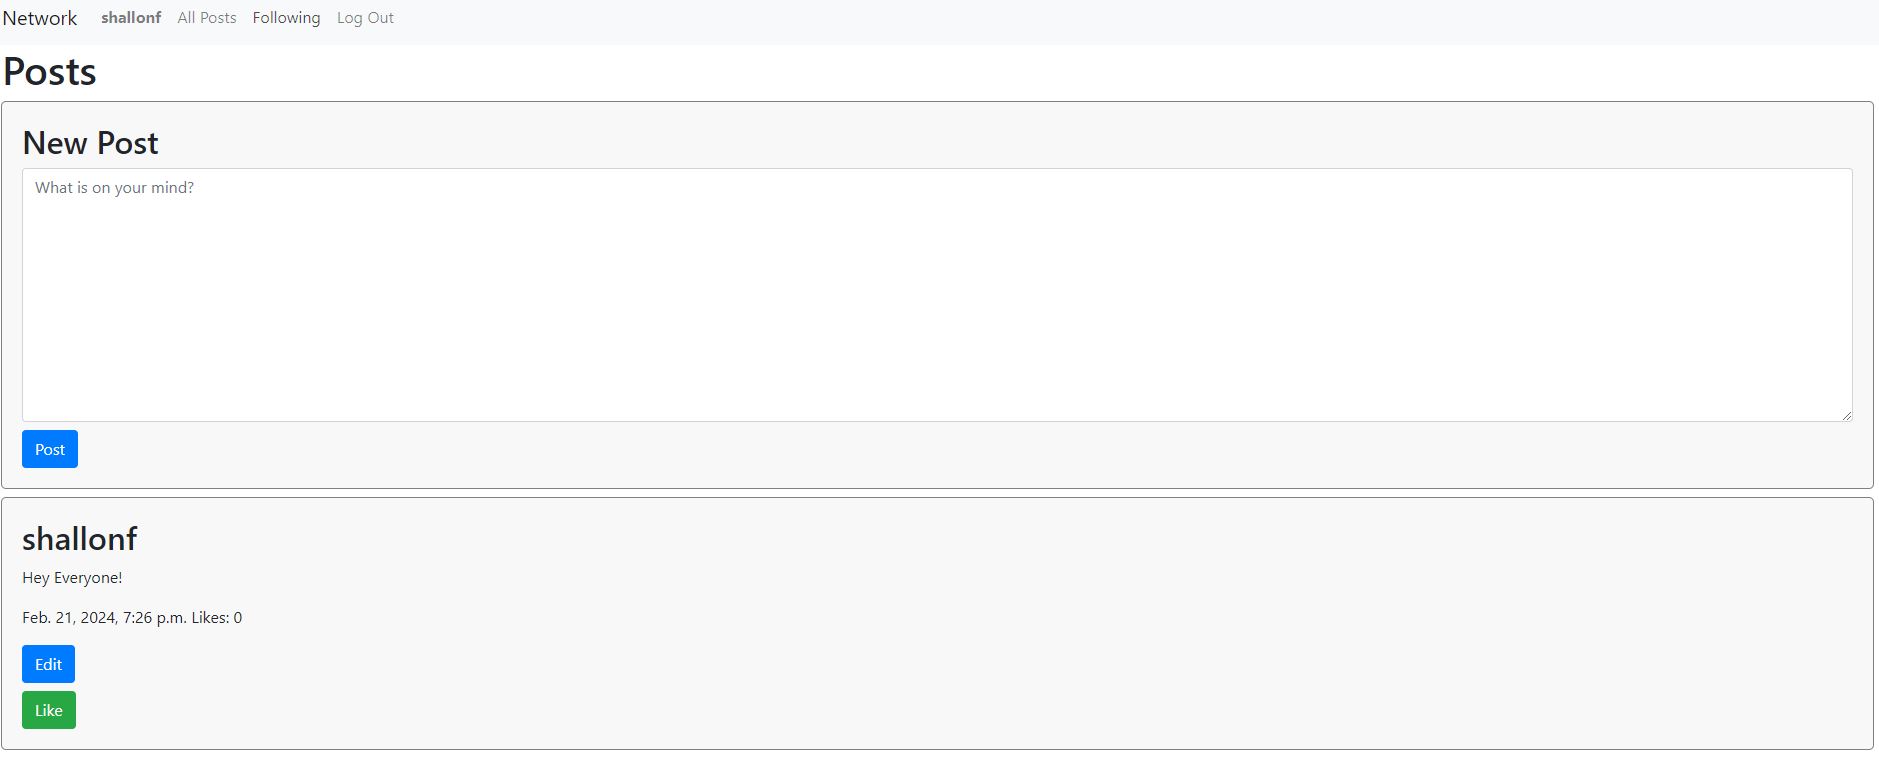 Network shallonf All Posts Following Log Out
Posts
New Post
What is on your mind?
Post
shallonf
Hey Everyone!
Feb. 21, 2024, 7:26 p.m. Likes: 0
Edit
Like